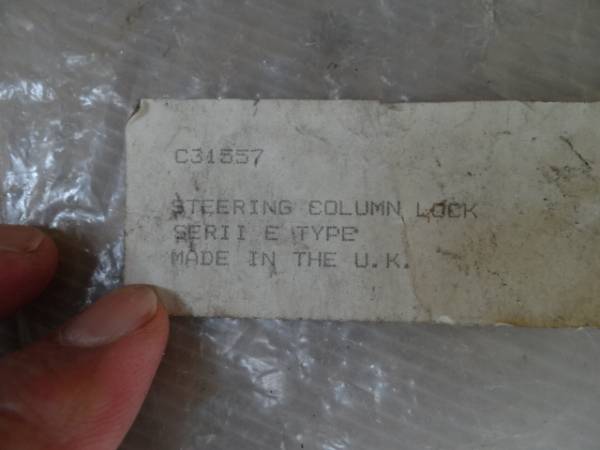 C31557
STEERING COLUMN LOCK
SERII E TYPE
MADE IN THE U.K.